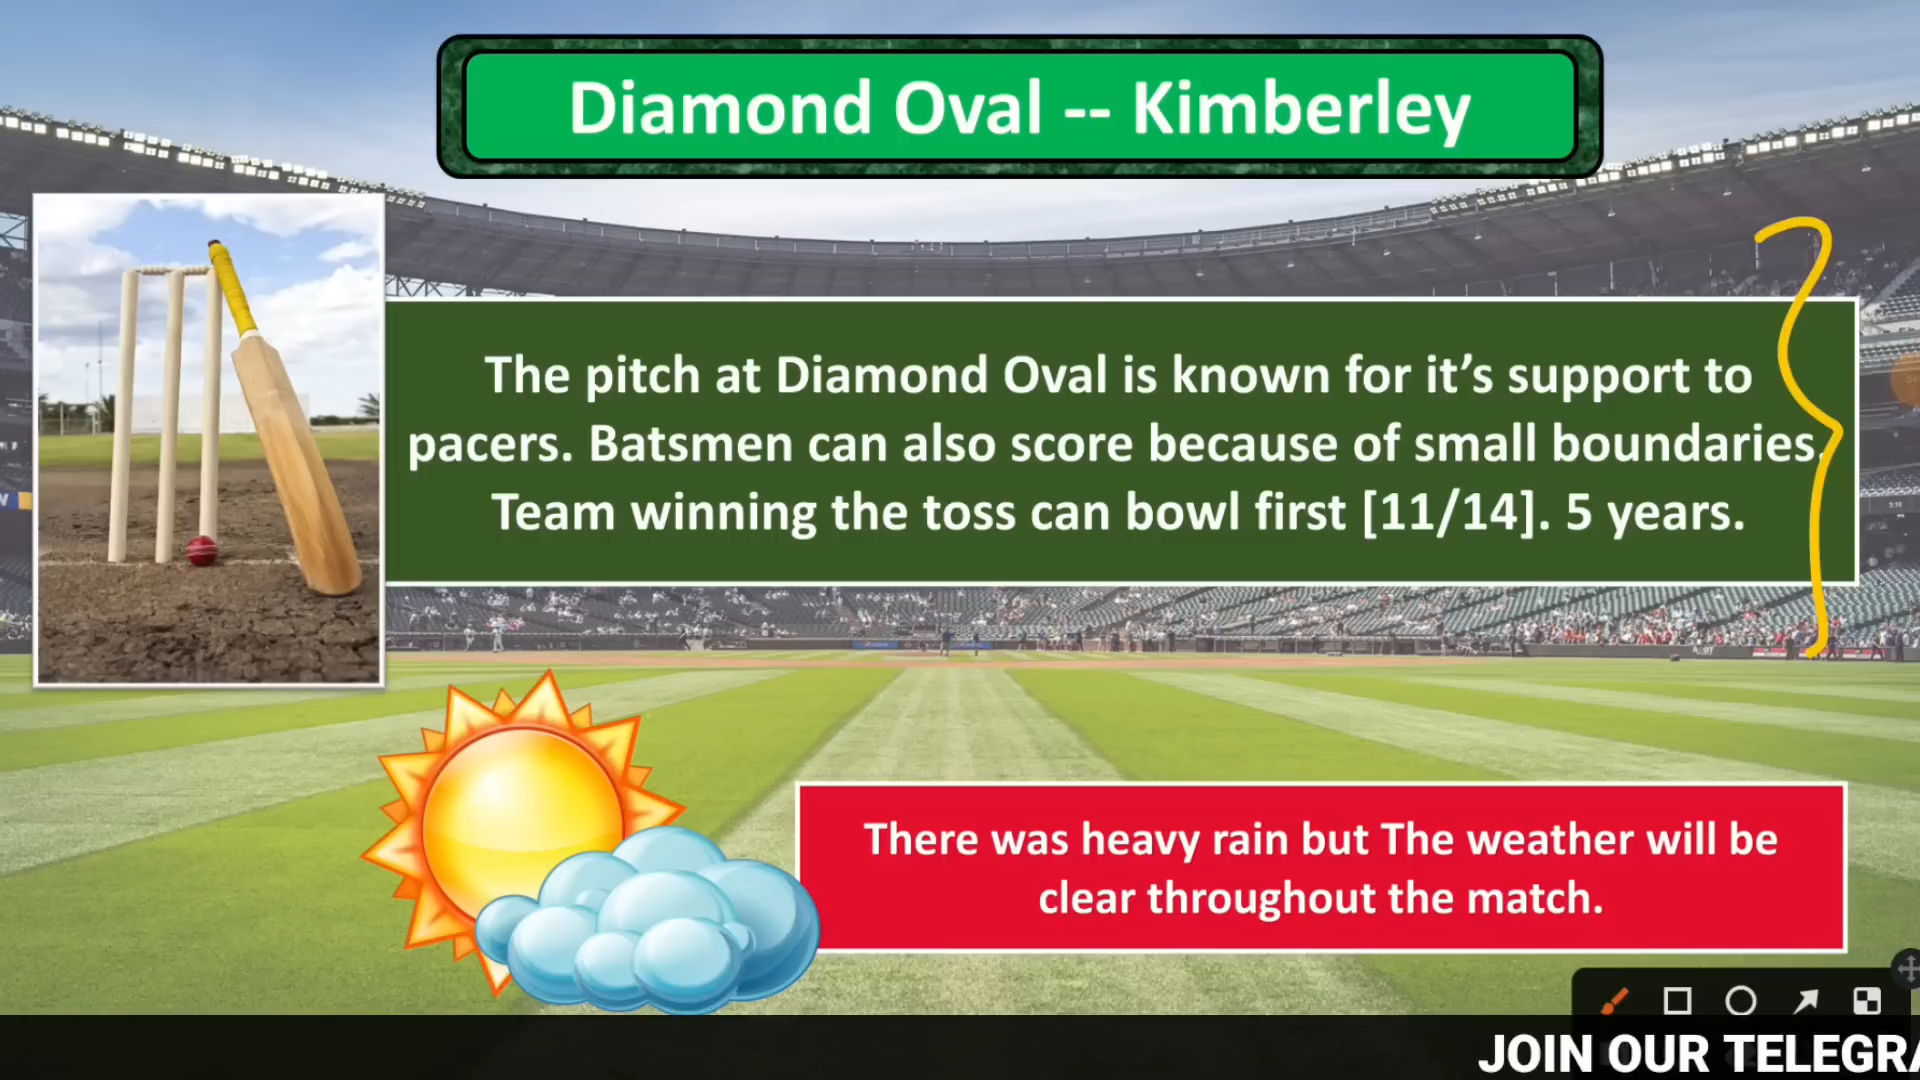 Diamond Oval -- Kimberley
The pitch at Diamond Oval is known for it’s support to
pacers. Batsmen can also score because of small boundaries.
Team winning the toss can bowl first [11/14]. 5 years.
There was heavy rain but The weather will be
clear throughout the match.
JOIN OUR TELEGRA